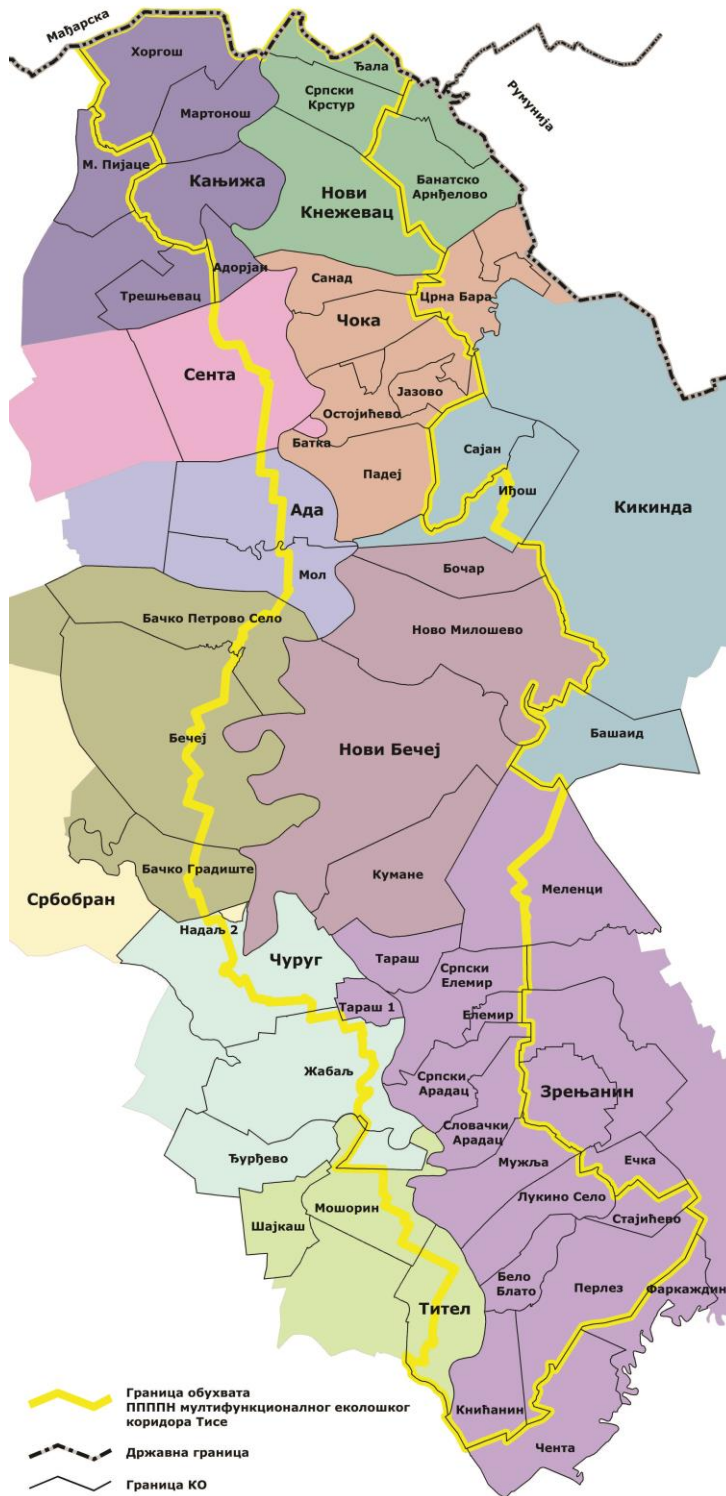 Мађарска
Хоргош
Ђала
Румунија
Српски
Крстур
Мартонош
М. Пијаце
Кањижа
Нови
Кнежевац
Банатско
Арнђелово
Адорјан
Санад
Трешњевац
Црна Бара
Чока
Сента
Јазово
Остојићево
Батка
Сајан
Падеј
Иђош
Ада
Кикинда
Бочар
Мол
Бачко Петрово Село
Ново Милошево
Башаид
Бечеј
Нови Бечеј
Бачко Градиште
Кумане
Меленци
Србобран
Надаљ 2
Чуруг
Тараш
Српски
Елемир
Тараш 1
Елемир
Жабаљ
Српски
Арадац
Зрењанин
Словачки
Арадац
Ђурђево
Мужља
Ечка
Лукино Село
Мошорин
Стајићево
Шајкаш
Бело
Блато
Перлез
Фаркаждин
Тител
Книћанин
Чента
Граница обухвата
ППППН мултифункционалног еколошког
коридора Тисе
Државна граница
Граница КО